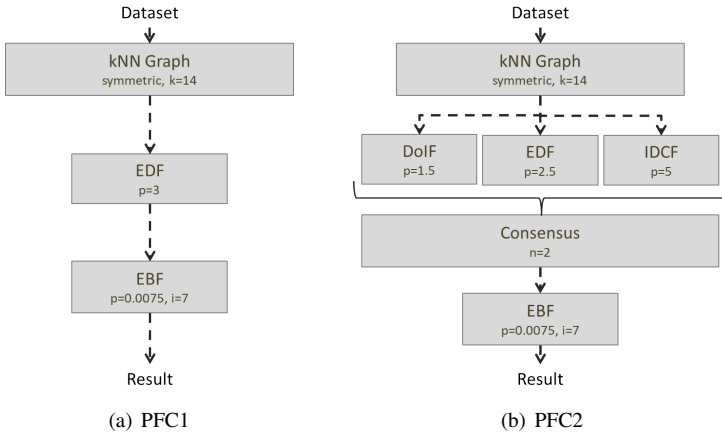 Dataset
kNN Graph
symmetric, k=14
EDF
p=3
EBF
p=0.0075, i=7
Result
(a) PFC1
Dataset
kNN Graph
symmetric, k=14
DoIF
p=1.5
EDF
p=2.5
IDCF
p=5
Consensus
n=2
EBF
p=0.0075, i=7
Result
(b) PFC2